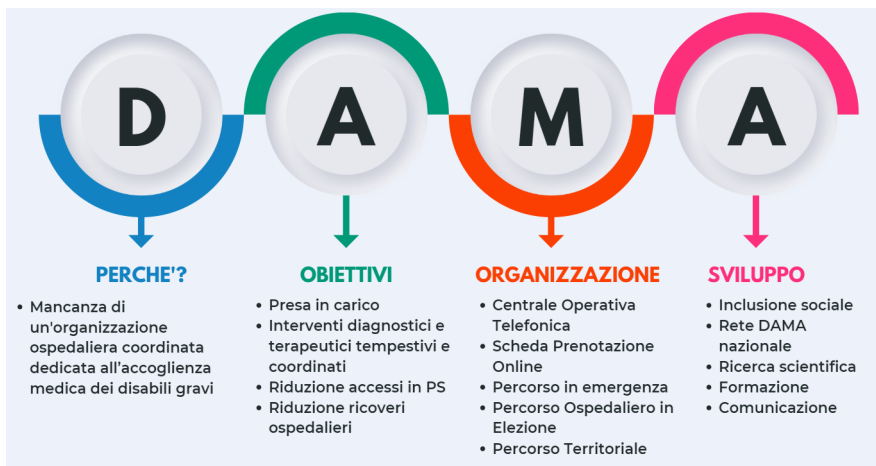 D A M A
PERCHE'?
• Mancanza di
un'organizzazione
ospedaliera coordinata
dedicata all’accoglienza
medica dei disabili gravi
OBIETTIVI
• Presa in carico
• Interventi diagnostici e
terapeutici tempestivi e
coordinati
• Riduzione accessi in PS
• Riduzione ricoveri
ospedalieri
ORGANIZZAZIONE
• Centrale Operativa
Telefonica
• Scheda Prenotazione
Online
• Percorso in emergenza
• Percorso Ospedaliero in
Elezione
• Percorso Territoriale
SVILUPPO
• Inclusione sociale
• Rete DAMA
nazionale
• Ricerca scientifica
• Formazione
• Comunicazione